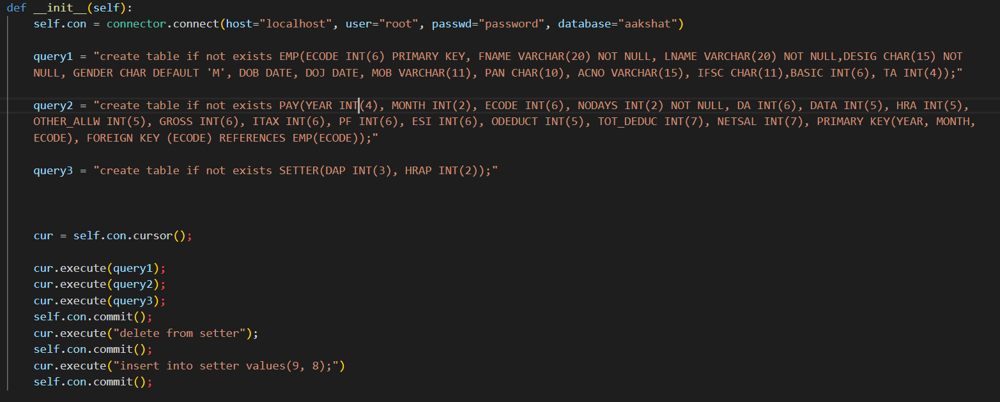 def __init__(self):
self.con = connector.connect(host="localhost", user="root", passwd="password", database="aakshat")
query1 = "create table if not exists EMP(ECODE INT(6) PRIMARY KEY, FNAME VARCHAR(20) NOT NULL, LNAME VARCHAR(20) NOT NULL,DESIG CHAR(15) NOT
NULL, GENDER CHAR DEFAULT 'M', DOB DATE, DOJ DATE, MOB VARCHAR(11), PAN CHAR(10), ACNO VARCHAR(15), IFSC CHAR(11),BASIC INT(6), TA INT(4));"
query2 = "create table if not exists PAY(YEAR INT(4), MONTH INT(2), ECODE INT(6), NODAYS INT(2) NOT NULL, DA INT(6), DATA INT(5), HRA INT(5),
OTHER_ALLW INT(5), GROSS INT(6), ITAX INT(6), PF INT(6), ESI INT(6), ODEDUCT INT(5), TOT_DEDUC INT(7), NETSAL INT(7), PRIMARY KEY(YEAR, MONTH,
ECODE), FOREIGN KEY (ECODE) REFERENCES EMP(ECODE));"
query3 = "create table if not exists SETTER(DAP INT(3), HRAP INT(2));"
cur = self.con.cursor();
cur.execute(query1);
cur.execute(query2);
cur.execute(query3);
self.con.commit();
cur.execute("delete from setter");
self.con.commit();
cur.execute("insert into setter values(9, 8);")
self.con.commit();